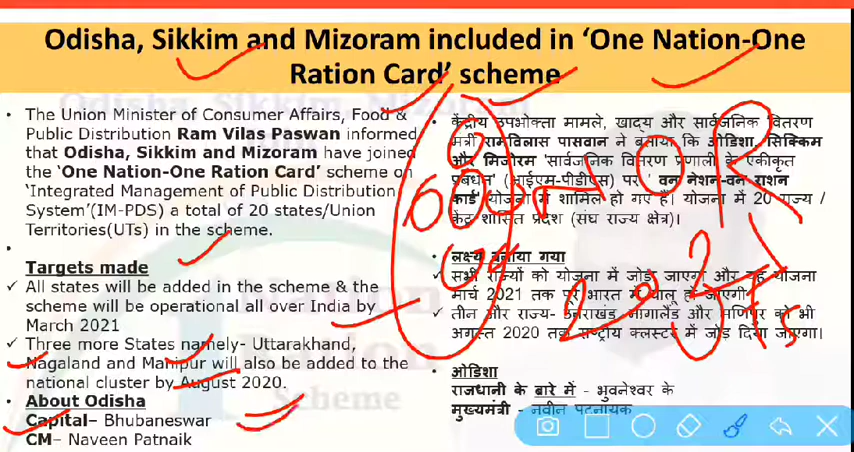 Odisha, Sikkim and Mizoram included in ‘One Nation-One
Ration Card’ scheme
• The Union Minister of Consumer Affairs, Food &
Public Distribution Ram Vilas Paswan informed
that Odisha, Sikkim and Mizoram have joined
the ‘One Nation-One Ration Card’ scheme on
‘Integrated Management of Public Distribution
System’(IM-PDS) a total of 20 states/Union
Territories(UTs) in the scheme.
•
Targets made
✓ All states will be added in the scheme & the
scheme will be operational all over India by
March 2021
✓ Three more States namely- Uttarakhand,
Nagaland and Manipur will also be added to the
national cluster by August 2020.
• About Odisha
Capital– Bhubaneswar
CM– Naveen Patnaik
• केंद्रीय उपभोक्ता मामले, खाद्य और सार्वजनिक वितरण
मंत्री रामविलास पासवान ने बताया कि ओडिशा, सिक्किम
और मिजोरम 'सार्वजनिक वितरण प्रणाली के एकीकृत
प्रबंधन' (आईएम-पीडीएस) पर ' वन नेशन-वन राशन
कार्ड' योजना में शामिल हो गए हैं। योजना में 20 राज्य /
केंद्र शासित प्रदेश (संघ राज्य क्षेत्र)।
• लक्ष्य बनाया गया
✓ सभी राज्यों को योजना में जोड़ा जाएगा और यह योजना
मार्च 2021 तक पूरे भारत में चालू हो जाएगी
✓ तीन और राज्य- उत्तराखंड, नागालैंड और मणिपुर को भी
अगस्त 2020 तक राष्ट्रीय क्लस्टर में जोड़ दिया जाएगा।
• ओडिशा
राजधानी के बारे में - भुवनेश्वर के
मुख्यमंत्री - नवीन पटनायक
60
NOR
UTs